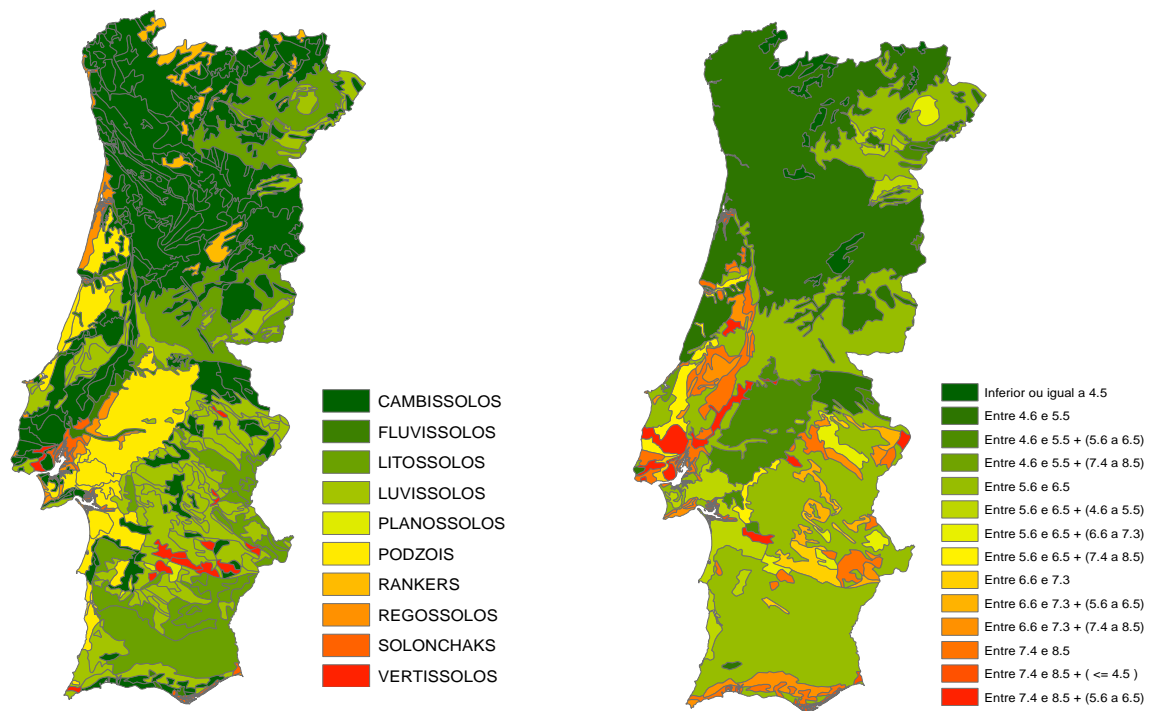 CAMBISSOLOS
FLUVISSOLOS
LITOSSOLOS
LUVISSOLOS
PLANOSSOLOS
PODZOIS
RANKERS
REGOSSOLOS
SOLONCHAKS
VERTISSOLOS
Inferior ou igual a 4.5
Entre 4.6 e 5.5
Entre 4.6 e 5.5 + (5.6 a 6.5)
Entre 4.6 e 5.5 + (7.4 a 8.5)
Entre 5.6 e 6.5
Entre 5.6 e 6.5 + (4.6 a 5.5)
Entre 5.6 e 6.5 + (6.6 a 7.3)
Entre 5.6 e 6.5 + (7.4 a 8.5)
Entre 6.6 e 7.3
Entre 6.6 e 7.3 + (5.6 a 6.5)
Entre 6.6 e 7.3 + (7.4 a 8.5)
Entre 7.4 e 8.5
Entre 7.4 e 8.5 + ( <= 4.5 )
Entre 7.4 e 8.5 + (5.6 a 6.5)